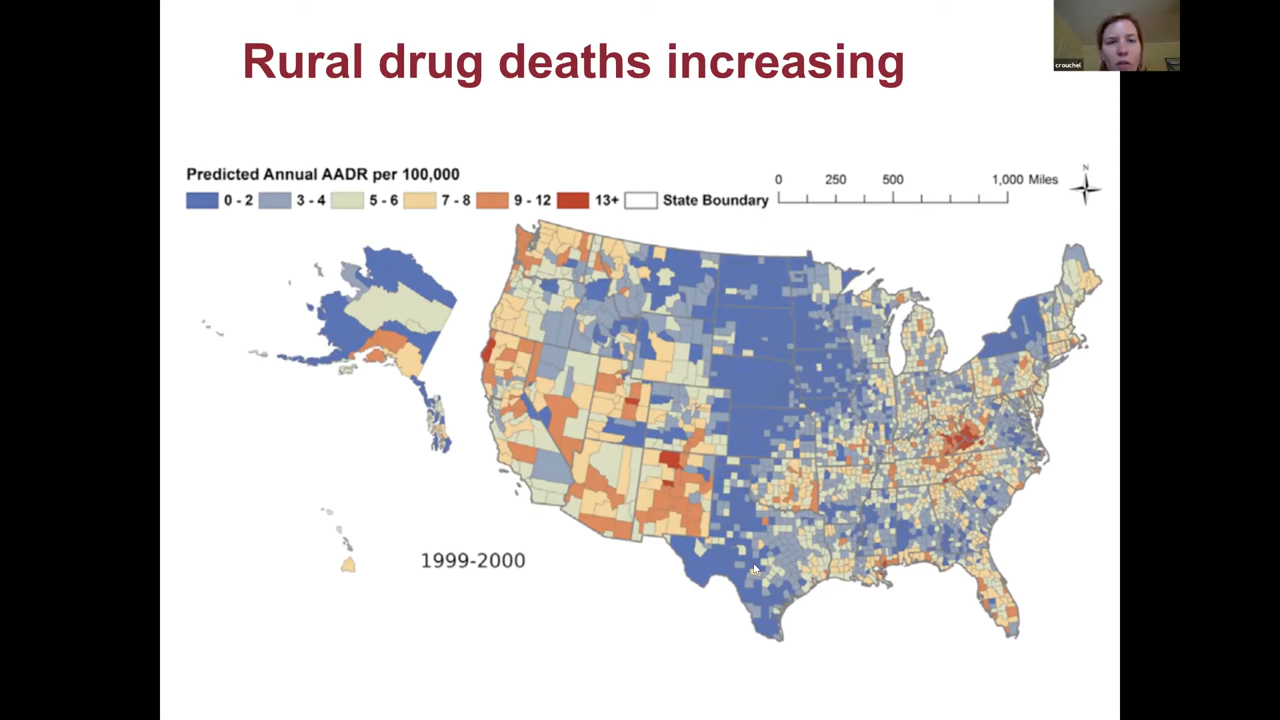 Rural drug deaths increasing
crouchel
Predicted Annual AADR per 100,000
0 - 2 3 - 4 5 - 6 7 - 8 9 - 12 13+ State Boundary
0 250 500 1,000 Miles
N
1999-2000